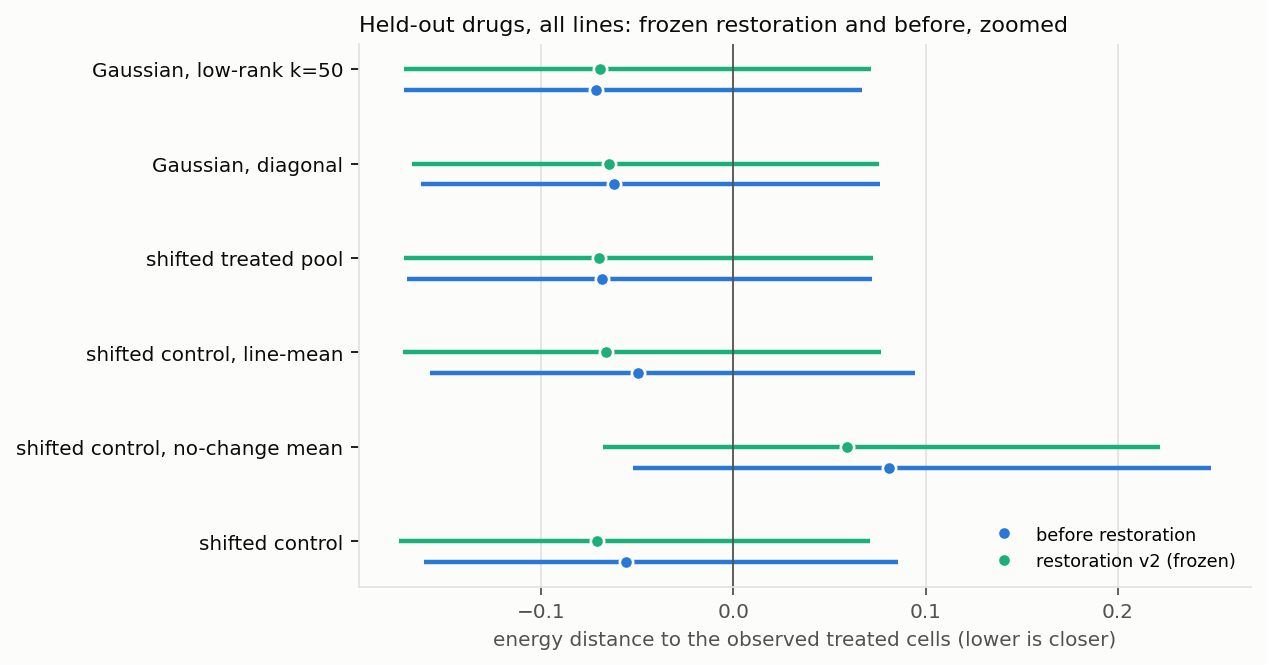 Held-out drugs, all lines: frozen restoration and before, zoomed
Gaussian, low-rank k=50
Gaussian, diagonal
shifted treated pool
shifted control, line-mean
shifted control, no-change mean
shifted control
before restoration
restoration v2 (frozen)
−0.1 0.0 0.1 0.2
energy distance to the observed treated cells (lower is closer)